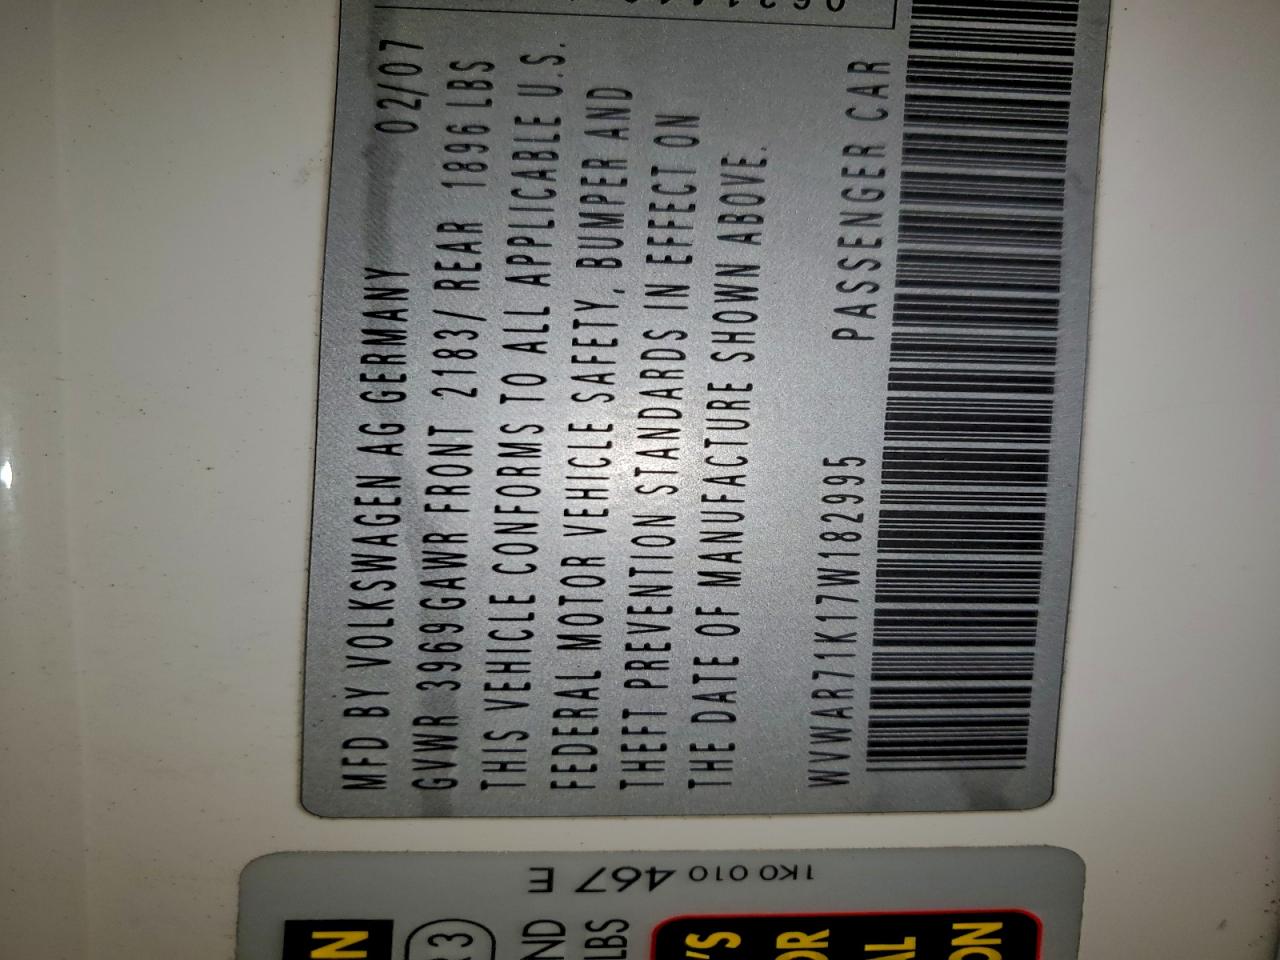 MFD BY VOLKSWAGEN AG GERMANY 02/07
GVWR 3969 GAWR FRONT 2183/ REAR 1896 LBS
THIS VEHICLE CONFORMS TO ALL APPLICABLE U.S.
FEDERAL MOTOR VEHICLE SAFETY, BUMPER AND
THEFT PREVENTION STANDARDS IN EFFECT ON
THE DATE OF MANUFACTURE SHOWN ABOVE.
WVWAR71K17W182995 PASSENGER CAR
1K0 010 467 E
ND
LBS